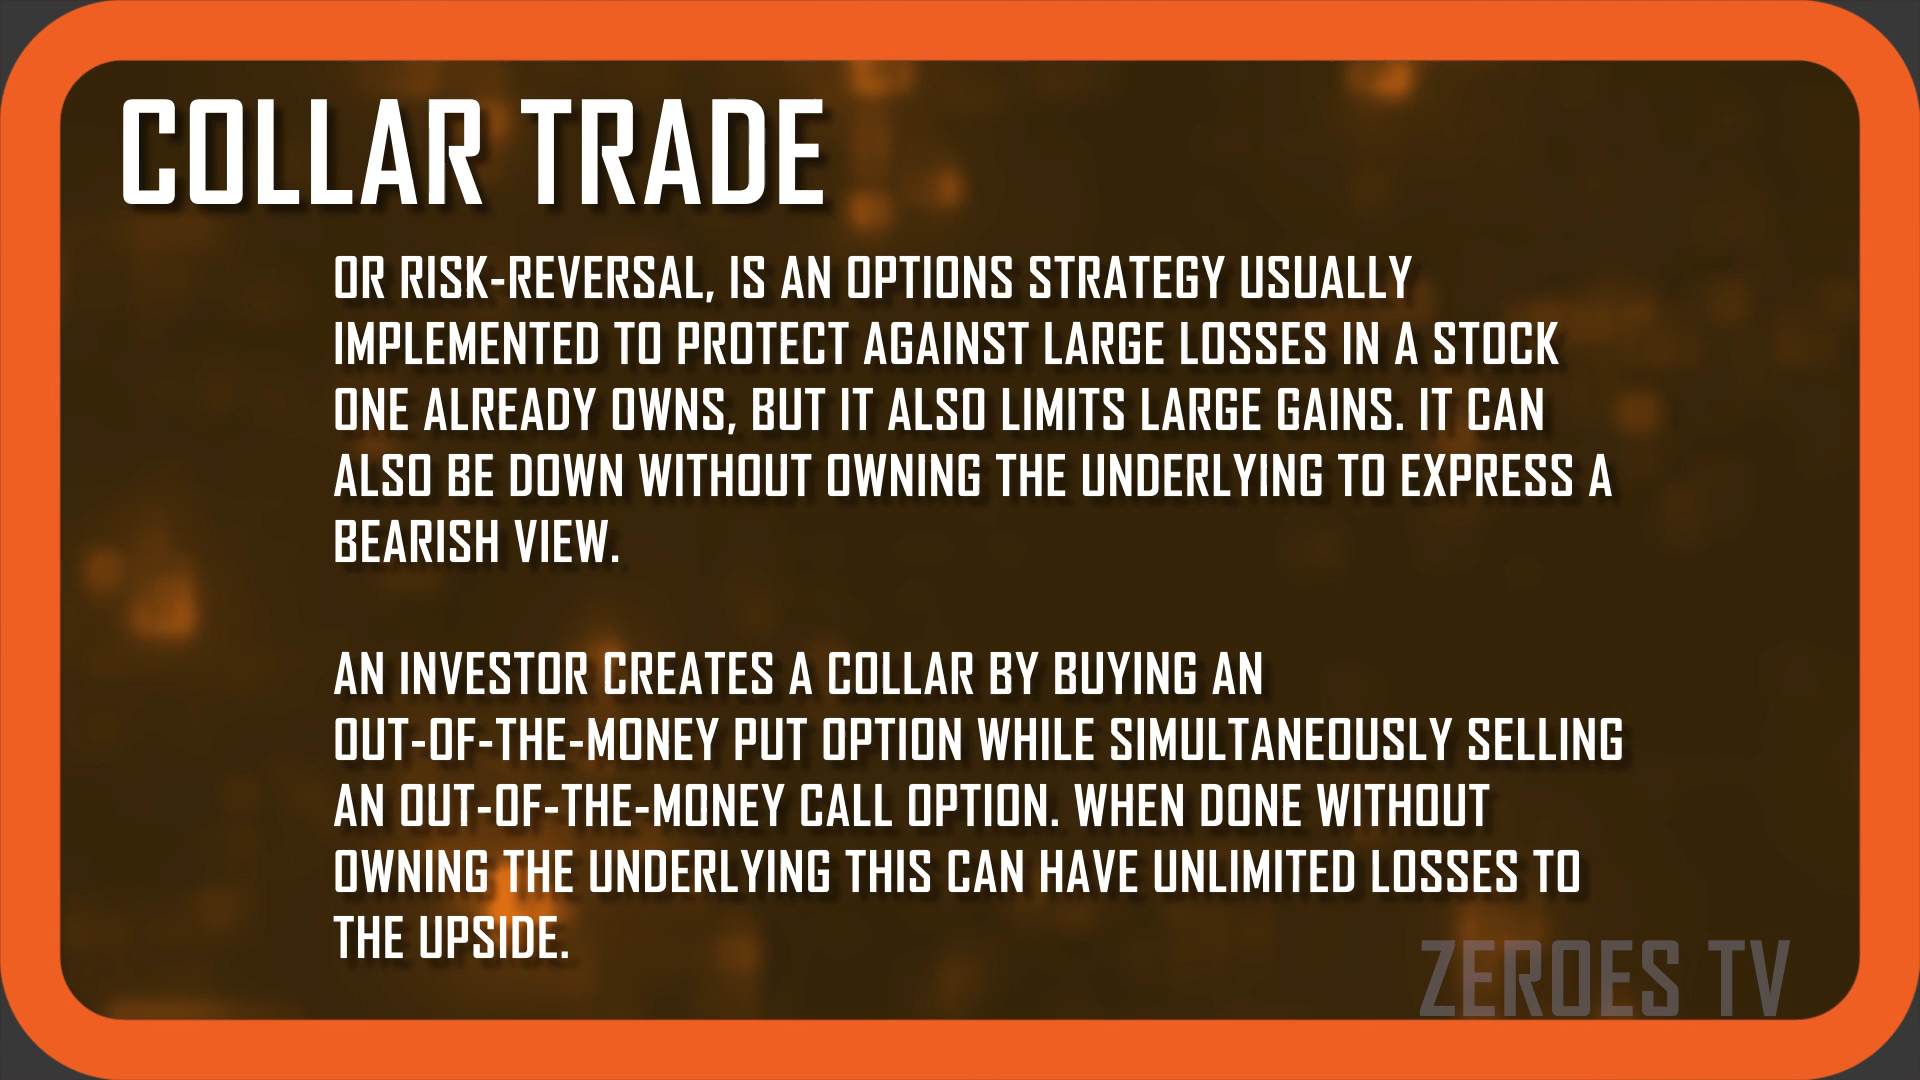 COLLAR TRADE
OR RISK-REVERSAL, IS AN OPTIONS STRATEGY USUALLY
IMPLEMENTED TO PROTECT AGAINST LARGE LOSSES IN A STOCK
ONE ALREADY OWNS, BUT IT ALSO LIMITS LARGE GAINS. IT CAN
ALSO BE DOWN WITHOUT OWNING THE UNDERLYING TO EXPRESS A
BEARISH VIEW.
AN INVESTOR CREATES A COLLAR BY BUYING AN
OUT-OF-THE-MONEY PUT OPTION WHILE SIMULTANEOUSLY SELLING
AN OUT-OF-THE-MONEY CALL OPTION. WHEN DONE WITHOUT
OWNING THE UNDERLYING THIS CAN HAVE UNLIMITED LOSSES TO
THE UPSIDE.
ZEROES TV